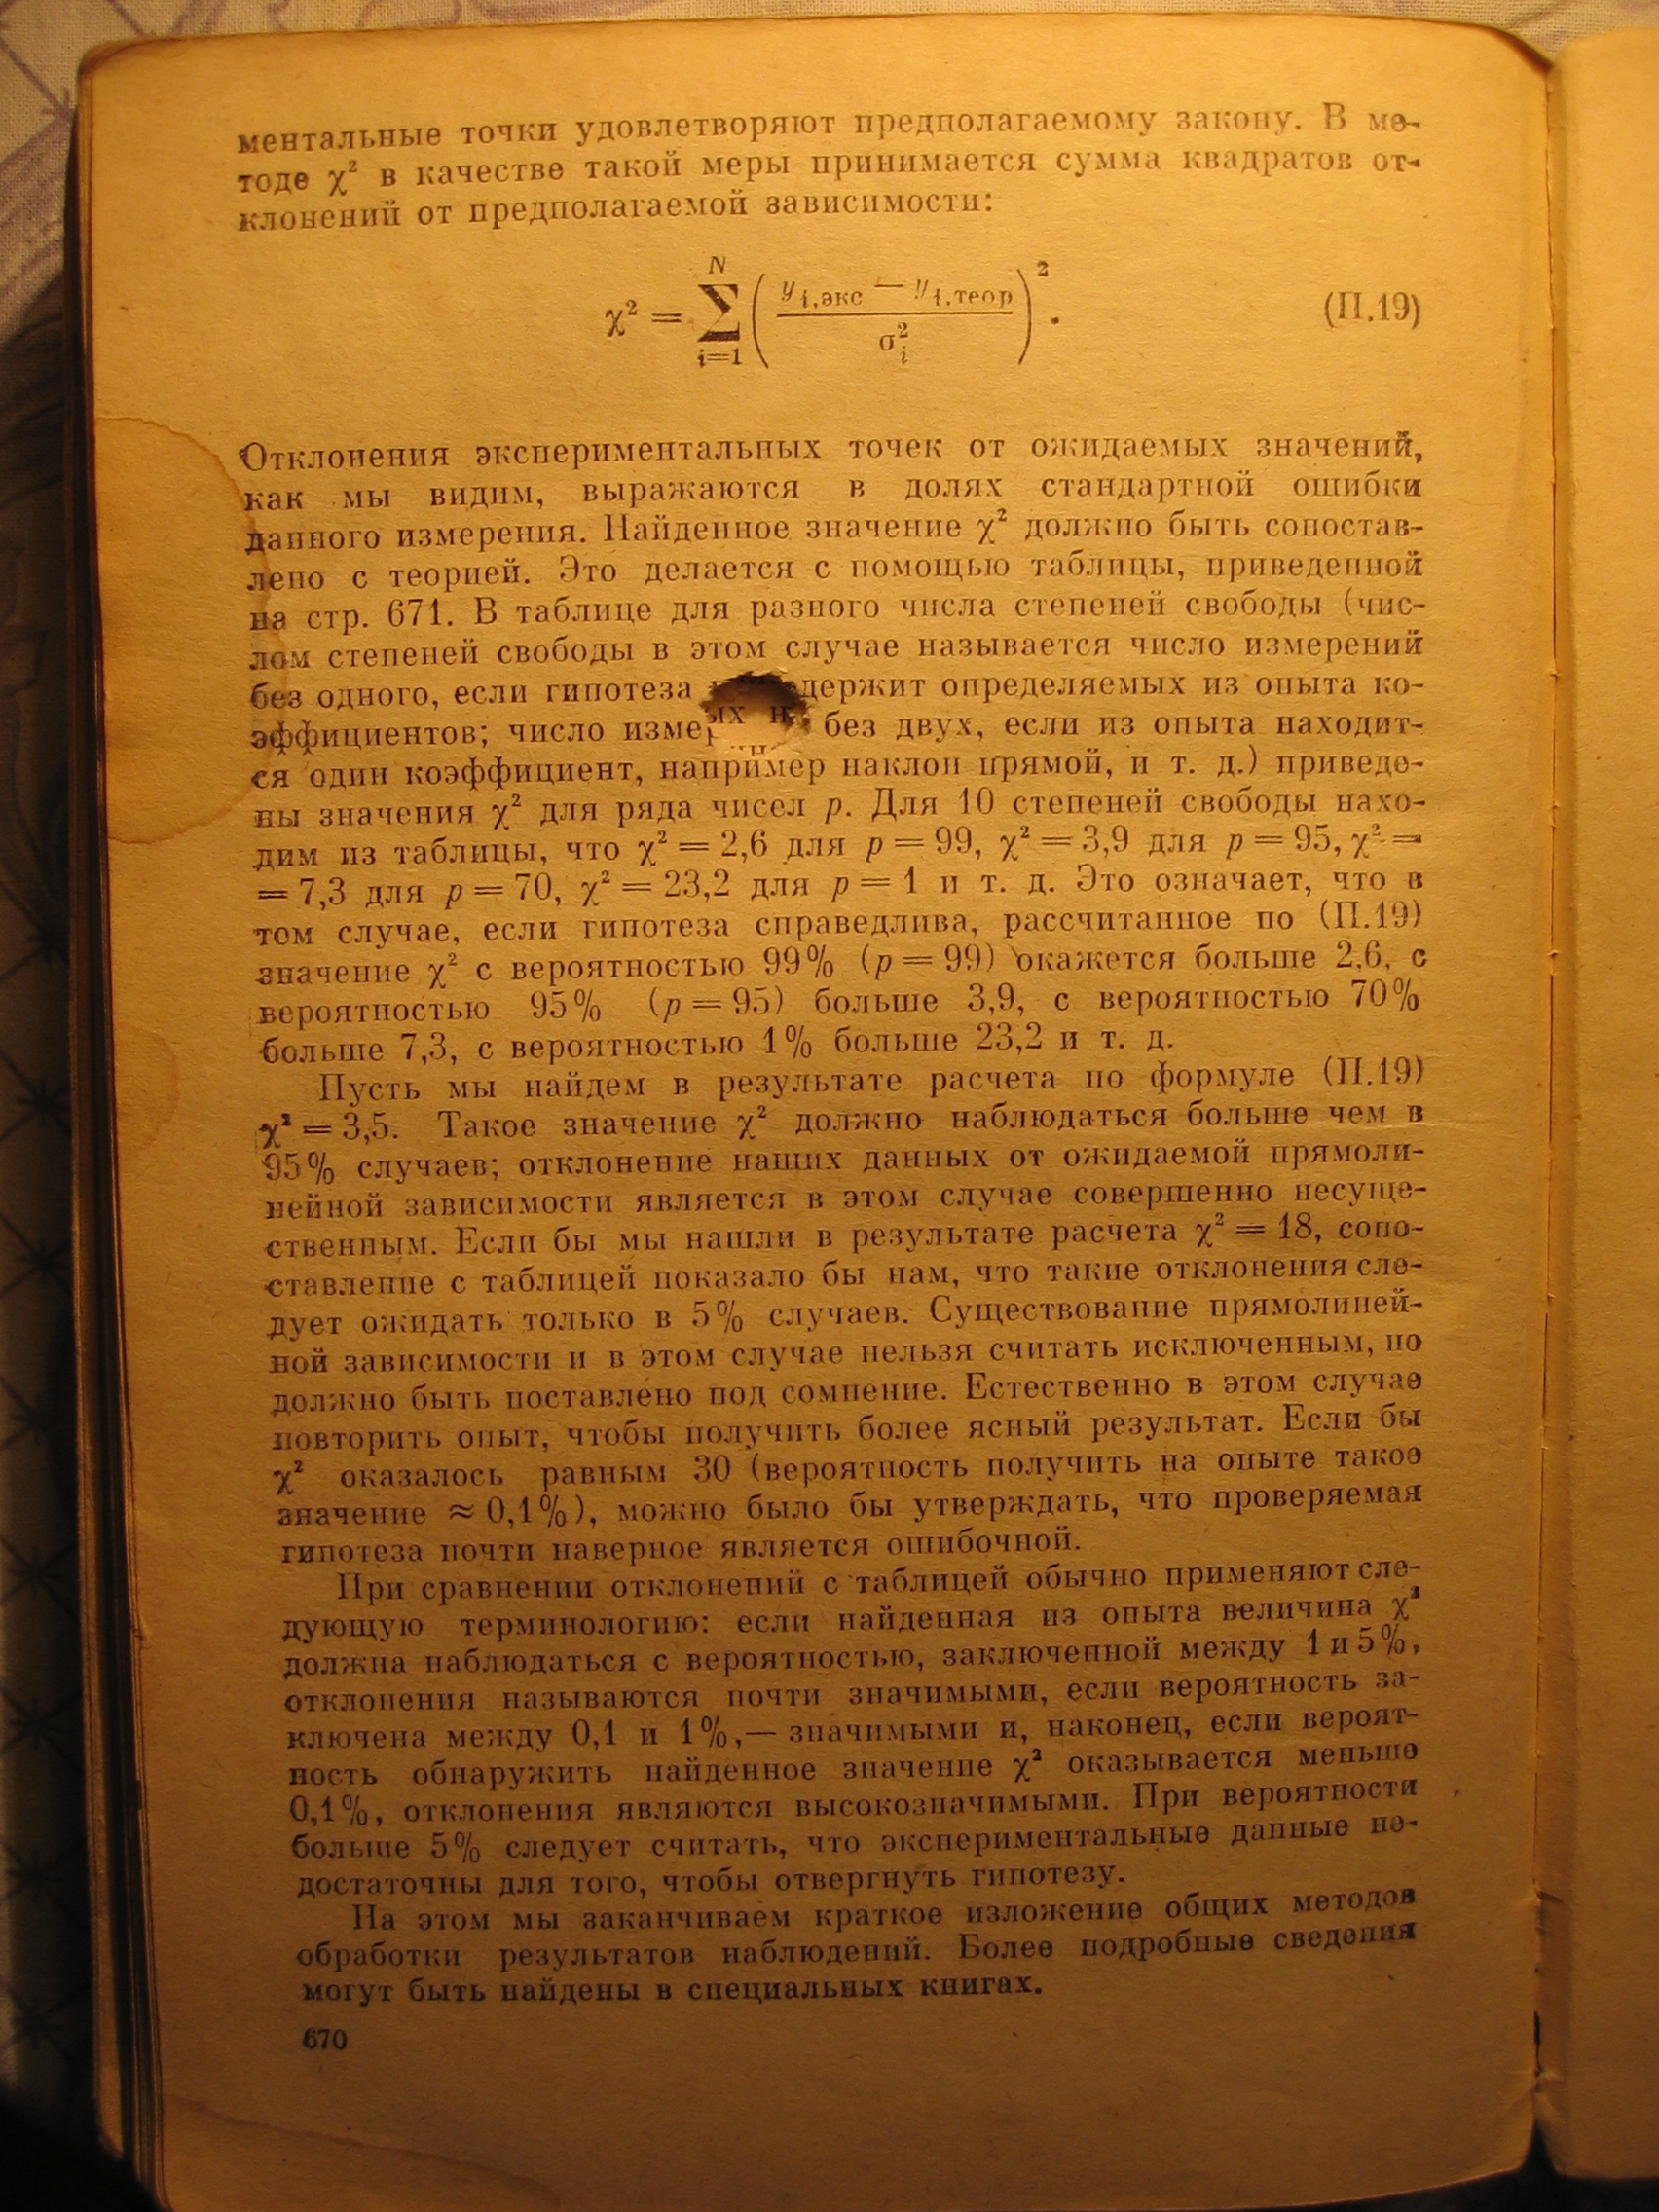 ментальные точки удовлетворяют предполагаемому закону. В ме-
тоде χ² в качестве такой меры принимается сумма квадратов от-
клонений от предполагаемой зависимости:
χ² = ∑_{i=1}^{N} ( (y_{i,экс} — y_{i,теор}) / σ_i² )² .   (П.19)
Отклонения экспериментальных точек от ожидаемых значений,
как мы видим, выражаются в долях стандартной ошибки
данного измерения. Найденное значение χ² должно быть сопостав-
лено с теорией. Это делается с помощью таблицы, приведенной
на стр. 671. В таблице для разного числа степеней свободы (чис-
лом степеней свободы в этом случае называется число измерений
без одного, если гипотеза держит определяемых из опыта ко-
эффициентов; число изме без двух, если из опыта находит-
ся один коэффициент, например наклон прямой, и т. д.) приведе-
ны значения χ² для ряда чисел p. Для 10 степеней свободы нахо-
дим из таблицы, что χ² = 2,6 для p = 99, χ² = 3,9 для p = 95, χ² =
= 7,3 для p = 70, χ² = 23,2 для p = 1 и т. д. Это означает, что в
том случае, если гипотеза справедлива, рассчитанное по (П.19)
значение χ² с вероятностью 99% (p = 99) окажется больше 2,6, с
вероятностью 95% (p = 95) больше 3,9, с вероятностью 70%
больше 7,3, с вероятностью 1% больше 23,2 и т. д.
Пусть мы найдем в результате расчета по формуле (П.19)
χ² = 3,5. Такое значение χ² должно наблюдаться больше чем в
95% случаев; отклонение наших данных от ожидаемой прямоли-
нейной зависимости является в этом случае совершенно несуще-
ственным. Если бы мы нашли в результате расчета χ² = 18, сопо-
ставление с таблицей показало бы нам, что такие отклонения сле-
дует ожидать только в 5% случаев. Существование прямолиней-
ной зависимости и в этом случае нельзя считать исключенным, но
должно быть поставлено под сомнение. Естественно в этом случае
повторить опыт, чтобы получить более ясный результат. Если бы
χ² оказалось равным 30 (вероятность получить на опыте такое
значение ≈ 0,1%), можно было бы утверждать, что проверяемая
гипотеза почти наверное является ошибочной.
При сравнении отклонений с таблицей обычно применяют сле-
дующую терминологию: если найденная из опыта величина χ²
должна наблюдаться с вероятностью, заключенной между 1 и 5%,
отклонения называются почти значимыми, если вероятность за-
ключена между 0,1 и 1%,— значимыми и, наконец, если вероят-
ность обнаружить найденное значение χ² оказывается меньше
0,1%, отклонения являются высокозначимыми. При вероятности
больше 5% следует считать, что экспериментальные данные не-
достаточны для того, чтобы отвергнуть гипотезу.
На этом мы заканчиваем краткое изложение общих методов
обработки результатов наблюдений. Более подробные сведения
могут быть найдены в специальных книгах.
670